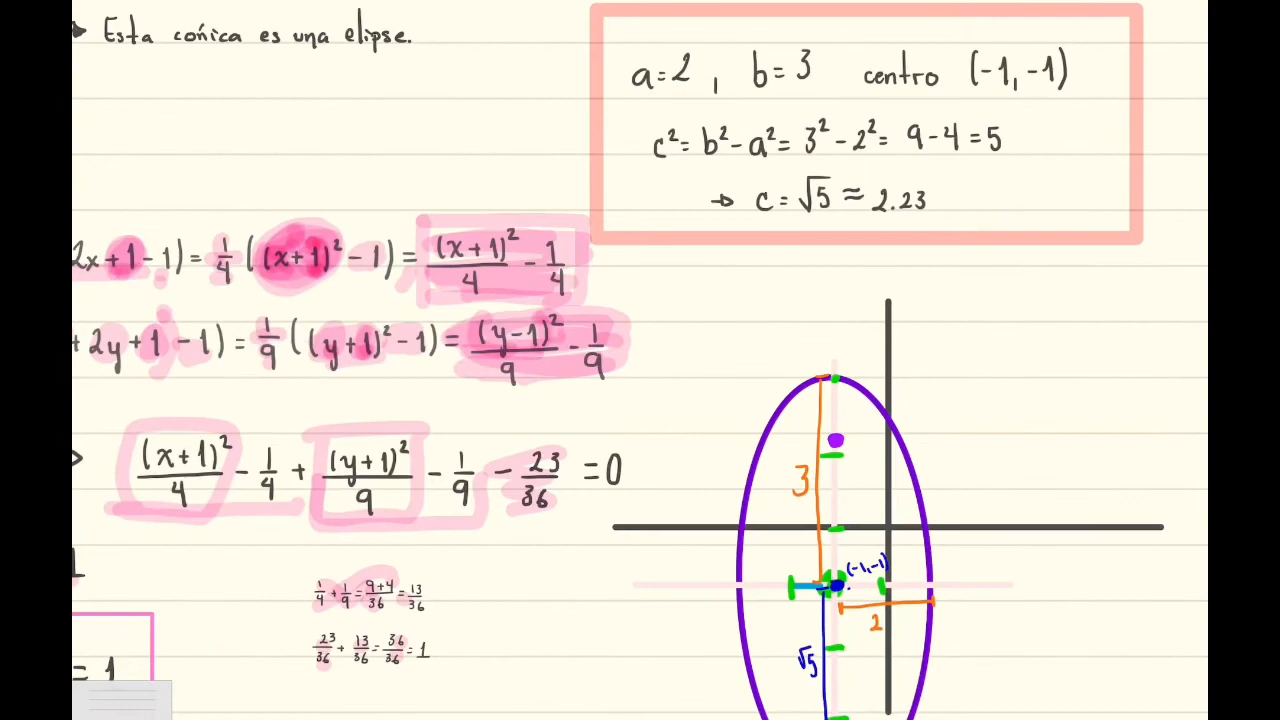 Esta cónica es una elipse.
a=2 , b=3 centro (-1,-1)
c²= b²-a²= 3²-2²= 9-4=5
→ c=√5 ≈ 2.23
2x+1-1)= 1/4 ((x+1)²-1)= (x+1)²/4 - 1/4
+2y+1-1)= 1/9 ((y+1)²-1)= (y-1)²/9 - 1/9
(x+1)²/4 - 1/4 + (y+1)²/9 - 1/9 - 23/36 =0
1
1/4+1/9=9+4/36=13/36
23/36+13/36=36/36=1
= 1
3
(-1,-1)
2
√5